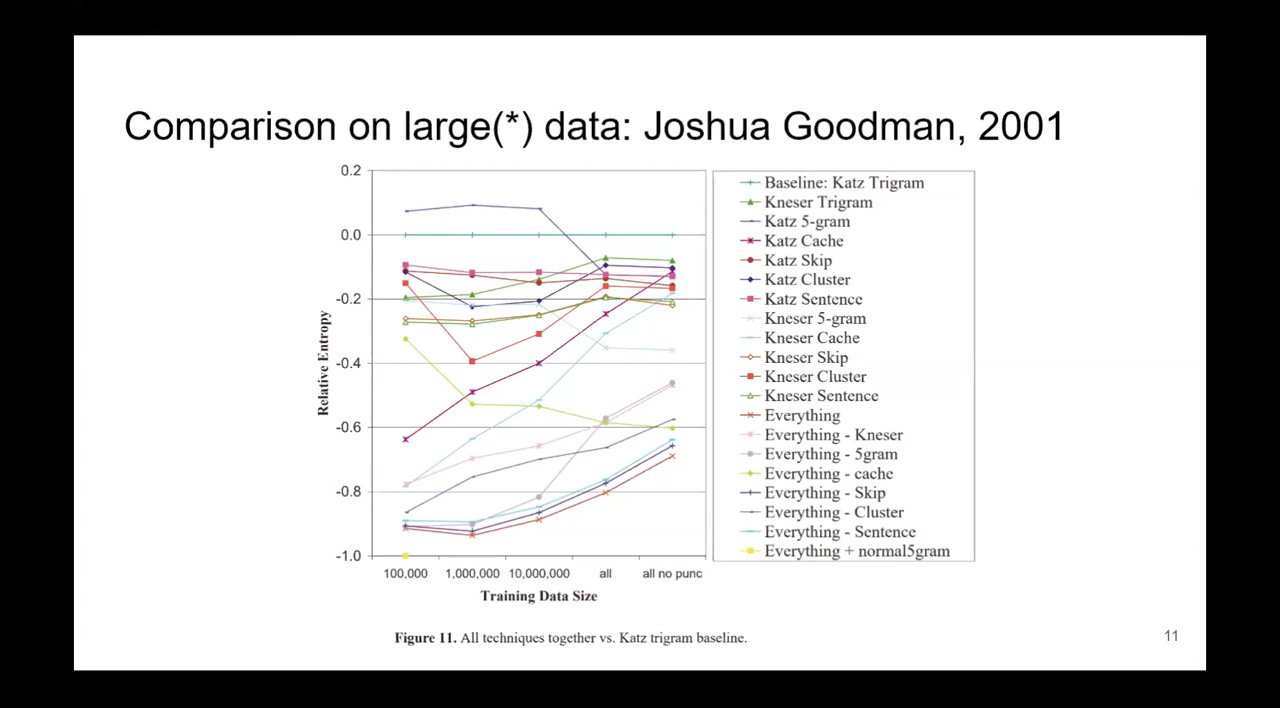 Comparison on large(*) data: Joshua Goodman, 2001
0.2
0.0
-0.2
-0.4
-0.6
-0.8
-1.0
Relative Entropy
100,000 1,000,000 10,000,000 all all no punc
Training Data Size
Baseline: Katz Trigram
Kneser Trigram
Katz 5-gram
Katz Cache
Katz Skip
Katz Cluster
Katz Sentence
Kneser 5-gram
Kneser Cache
Kneser Skip
Kneser Cluster
Kneser Sentence
Everything
Everything - Kneser
Everything - 5gram
Everything - cache
Everything - Skip
Everything - Cluster
Everything - Sentence
Everything + normal5gram
Figure 11. All techniques together vs. Katz trigram baseline.
11